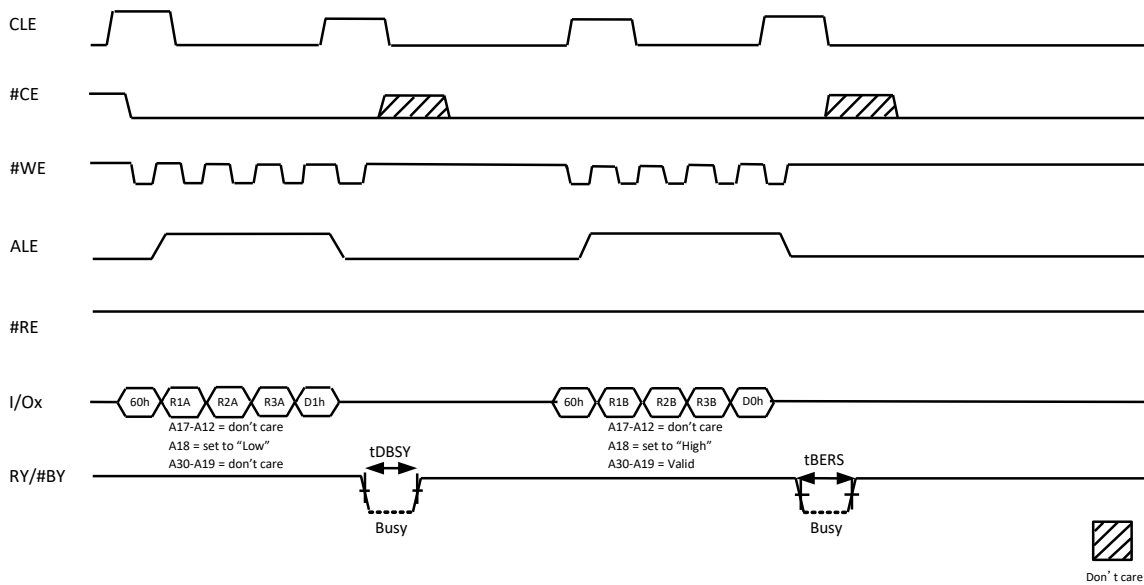 CLE
#CE
#WE
ALE
#RE
I/Ox
60h R1A R2A R3A D1h 60h R1B R2B R3B D0h
A17-A12 = don't care
A18 = set to “Low”
A30-A19 = don't care
A17-A12 = don't care
A18 = set to “High”
A30-A19 = Valid
RY/#BY
tDBSY
Busy
tBERS
Busy
Don’t care